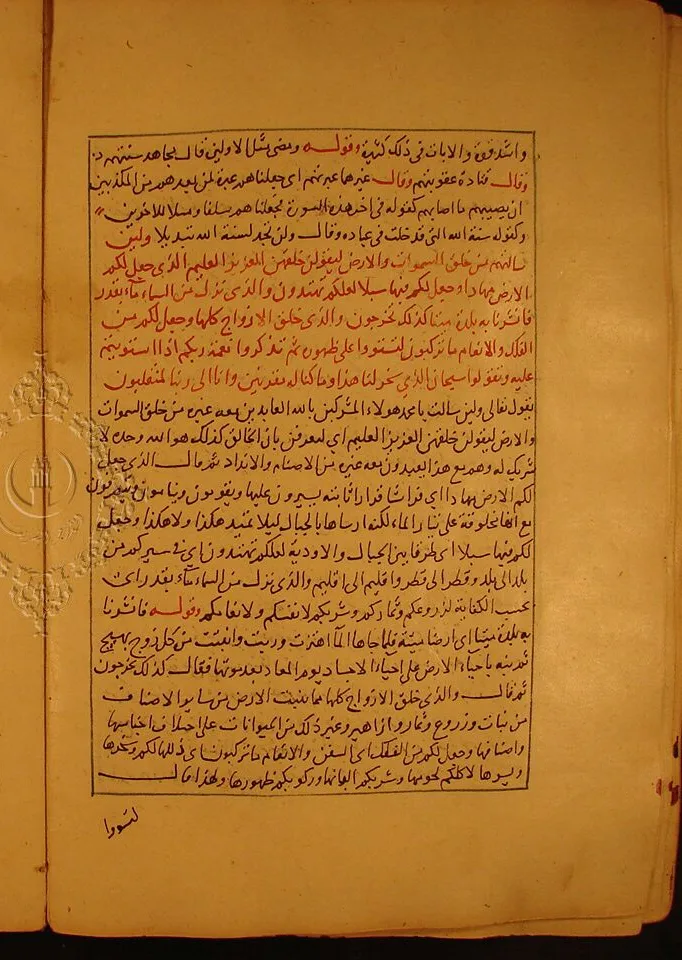 واشد قوة والايات في ذلك كثيرة وقوله ومضى مثل الاولين قال مجاهد سنتهم
وقال قتادة عقوبتهم وقال غيرها عبرتهم اي جعلناهم عبرة لمن بعدهم من المكذبين
ان يصيبهم ما اصابهم كقوله في اخر هذه السورة فجعلناهم سلفا ومثلا للاخرين
وكقوله سنة الله التي قد خلت في عباده وقال ولن تجد لسنة الله تبديلا ولين
سالتهم من خلق السموات والارض ليقولن خلقهن العزيز العليم الذي جعل لكم
الارض مهادا وجعل لكم فيها سبلا لعلكم تهتدون والذي نزل من السماء ماء بقدر
فانشرنا به بلدة ميتا كذلك تخرجون والذي خلق الازواج كلها وجعل لكم من
الفلك والانعام ما تركبون لتستووا على ظهوره ثم تذكروا نعمة ربكم اذا استويتم
عليه وتقولوا سبحان الذي سخر لنا هذا وما كنا له مقرنين وانا الى ربنا لمنقلبون
يقول تعالى ولين سالت يا محمد هولاء المشركين بالله العابدين معه غيره من خلق السموات
والارض ليقولن خلقهن العزيز العليم اي ليعرفن بان الخالق كذلك هو الله وحده لا
شريك له وهم مع هذا يعبدون معه غيره من الاصنام والانداد ثم قال الذي جعل
لكم الارض مهادا اي فراشا قرارا ثابتة يسيرون عليها ويقومون وينامون وينصرفون
مع انها مخلوقة على تيار الماء لكنه ارساها بالجبال ليلا تميد هكذا ولا هكذا وجعل
لكم فيها سبلا اي طرقا بين الجبال والاودية لعلكم تهتدون اي في سيركم من
بلد الى بلد وقطر الى قطر واقليم الى اقليم والذي نزل من السماء ماء بقدر اي
بحسب الكفاية لزروعكم وثماركم وشربكم لانفسكم ولانعامكم وقوله فانشرنا
به بلدة ميتا اي ارضا ميتة فلما جاها الما اهتزت وربت وانبتت من كل زوج بهيج
ثم نبه باحياء الارض على احياء الاجساد يوم المعاد بعد موتها فقال كذلك تخرجون
ثم قال والذي خلق الازواج كلها مما تنبت الارض من سايرالاصناف
من نبات وزروع وثمار وازاهير وغير ذلك من الحيوانات على اختلاف اجناسها
واصنافها وجعل لكم من الفلك اي السفن والانعام ما تركبون اي ذللها لكم وسخرها
ويسرها لاكلكم لحومها وشربكم البانها وركوبكم ظهورها ولهذا قال
لتستووا